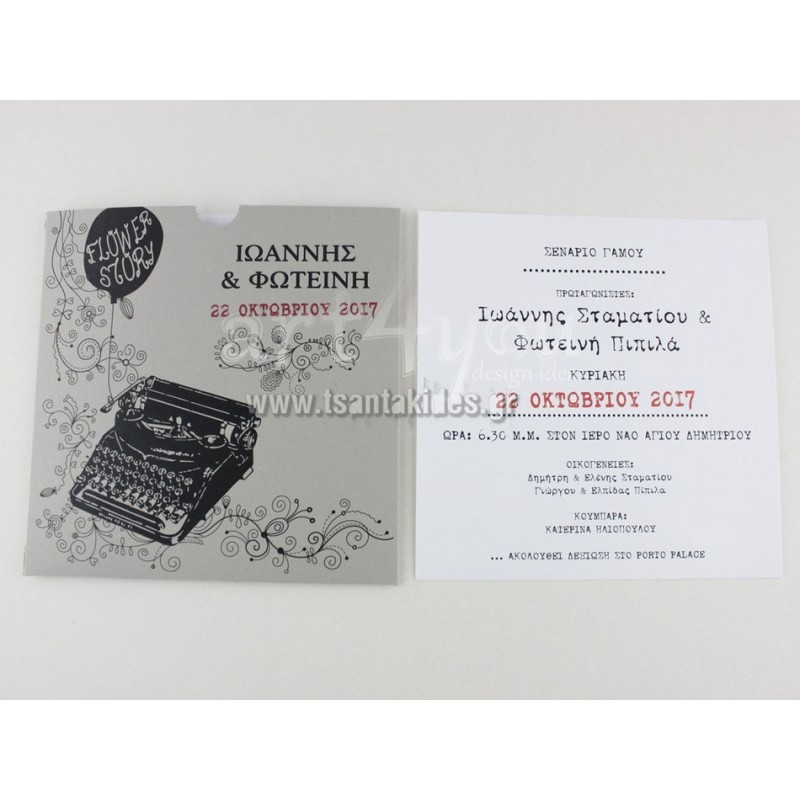 FLOWER
STORY
ΙΩΑΝΝΗΣ
& ΦΩΤΕΙΝΗ
22 ΟΚΤΩΒΡΙΟΥ 2017
ΣΕΝΑΡΙΟ ΓΑΜΟΥ
ΠΡΩΤΑΓΩΝΙΣΤΕΣ:
Ιωάννης Σταματίου &
Φωτεινή Πιπιλά
ΚΥΡΙΑΚΗ
22 ΟΚΤΩΒΡΙΟΥ 2017
ΩΡΑ: 6.30 Μ.Μ. ΣΤΟΝ ΙΕΡΟ ΝΑΟ ΑΓΙΟΥ ΔΗΜΗΤΡΙΟΥ
ΟΙΚΟΓΕΝΕΙΕΣ:
Δημήτρη & Ελένης Σταματίου
Γιώργου & Ελπίδας Πιπιλα
ΚΟΥΜΠΑΡΑ:
ΚΑΤΕΡΙΝΑ ΗΛΙΟΠΟΥΛΟΥ
... ΑΚΟΛΟΥΘΕΙ ΔΕΞΙΩΣΗ ΣΤΟ PORTO PALACE
art4you
design ide
www.tsantakides.gr